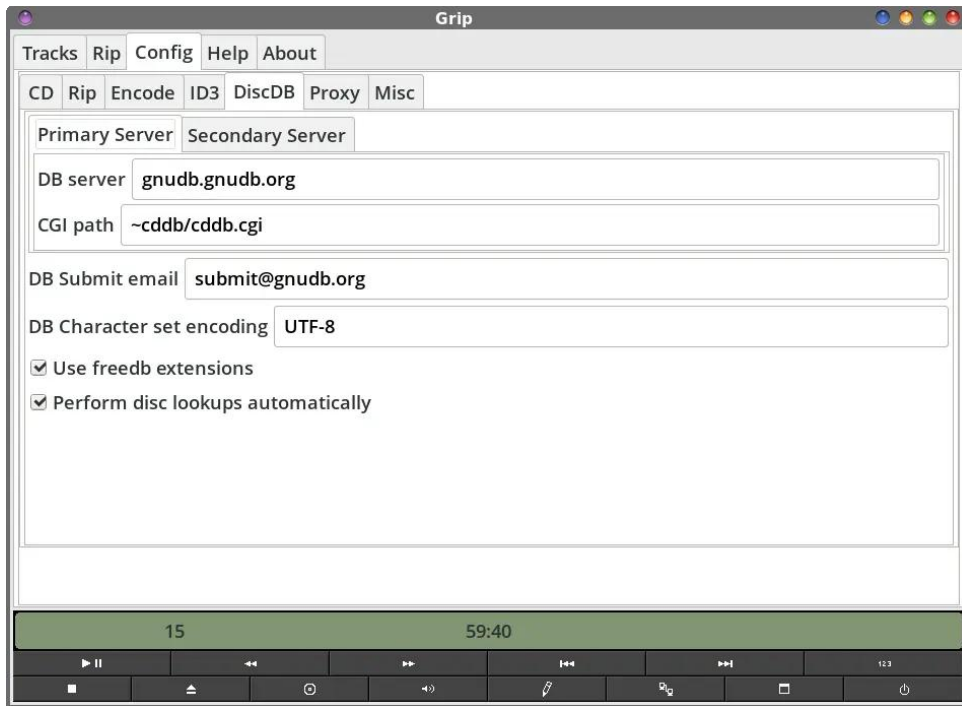 Grip
Tracks Rip Config Help About
CD Rip Encode ID3 DiscDB Proxy Misc
Primary Server Secondary Server
DB server gnudb.gnudb.org
CGI path ~cddb/cddb.cgi
DB Submit email submit@gnudb.org
DB Character set encoding UTF-8
Use freedb extensions
Perform disc lookups automatically
15 59:40
123